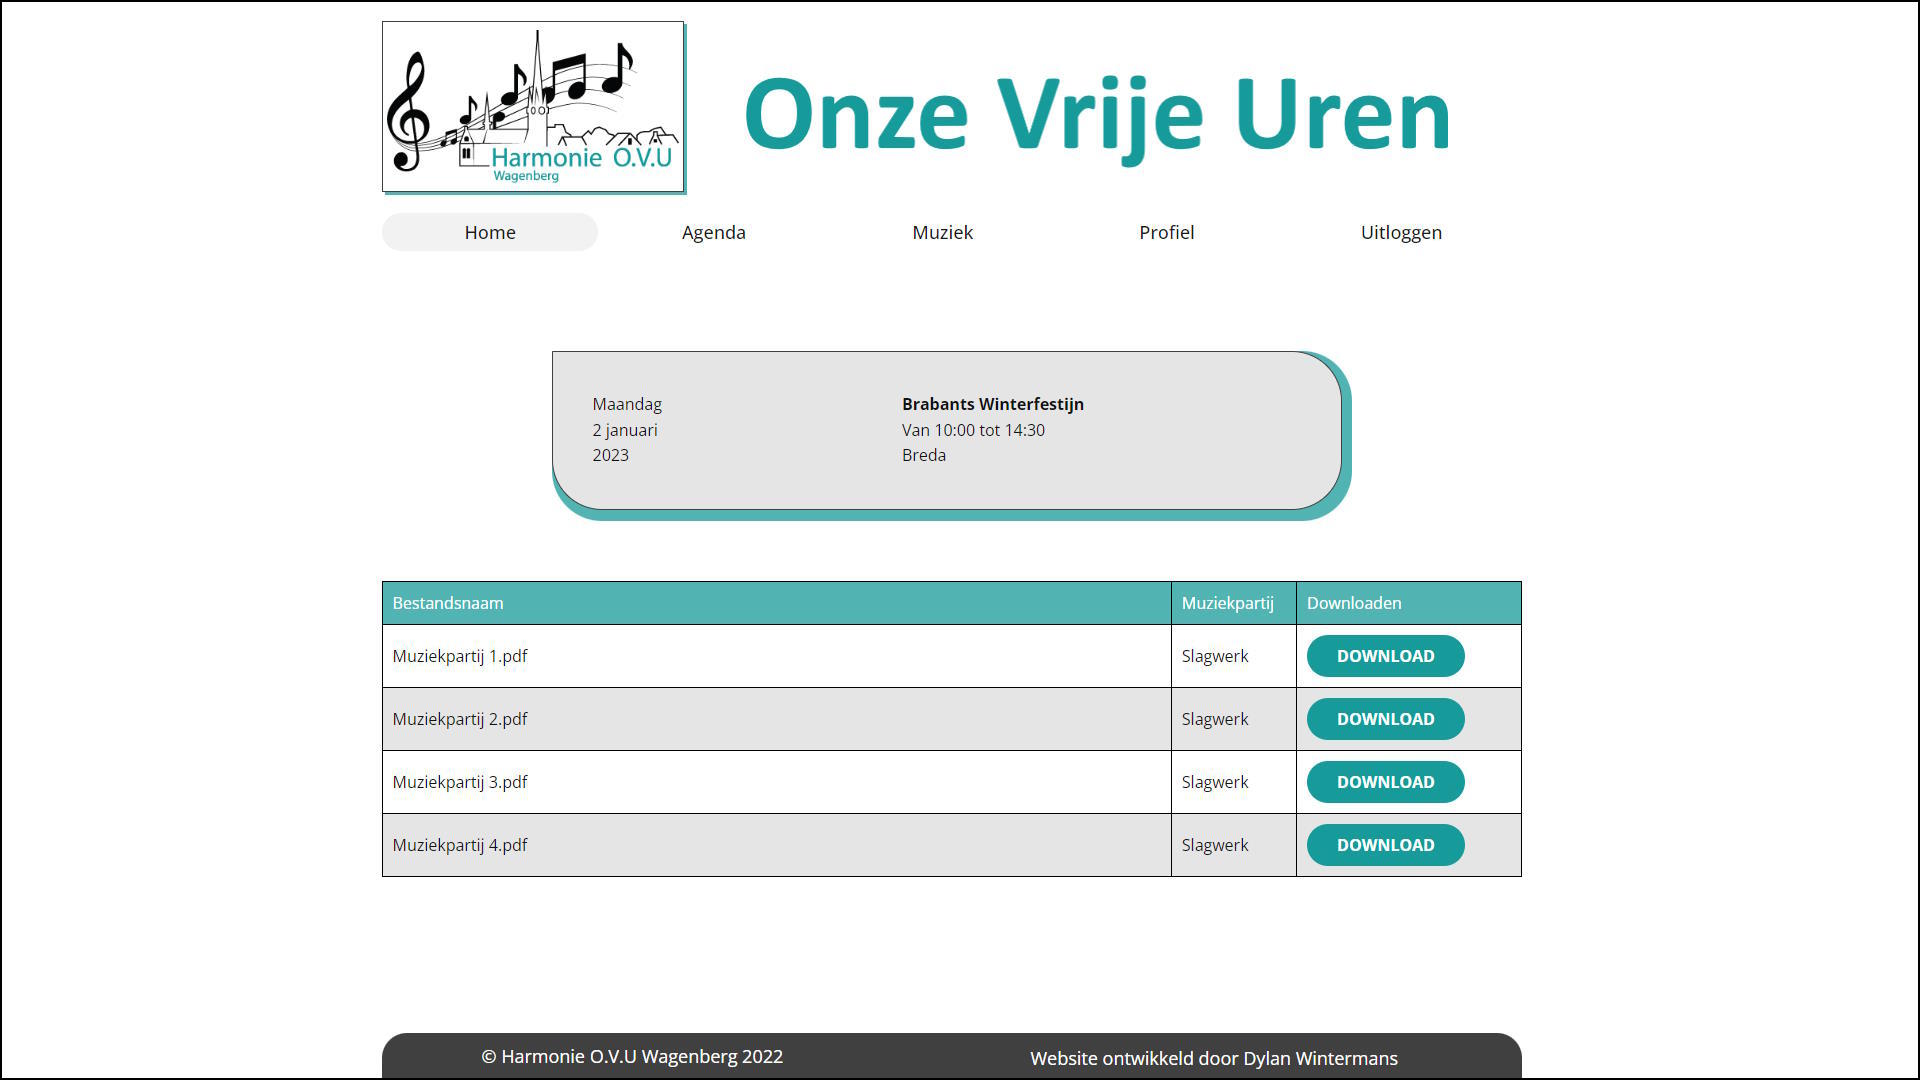 Harmonie O.V.U
Wagenberg
Onze Vrije Uren
Home Agenda Muziek Profiel Uitloggen
Maandag
2 januari
2023
Brabants Winterfestijn
Van 10:00 tot 14:30
Breda
Bestandsnaam Muziekpartij Downloaden
Muziekpartij 1.pdf Slagwerk DOWNLOAD
Muziekpartij 2.pdf Slagwerk DOWNLOAD
Muziekpartij 3.pdf Slagwerk DOWNLOAD
Muziekpartij 4.pdf Slagwerk DOWNLOAD
© Harmonie O.V.U Wagenberg 2022
Website ontwikkeld door Dylan Wintermans